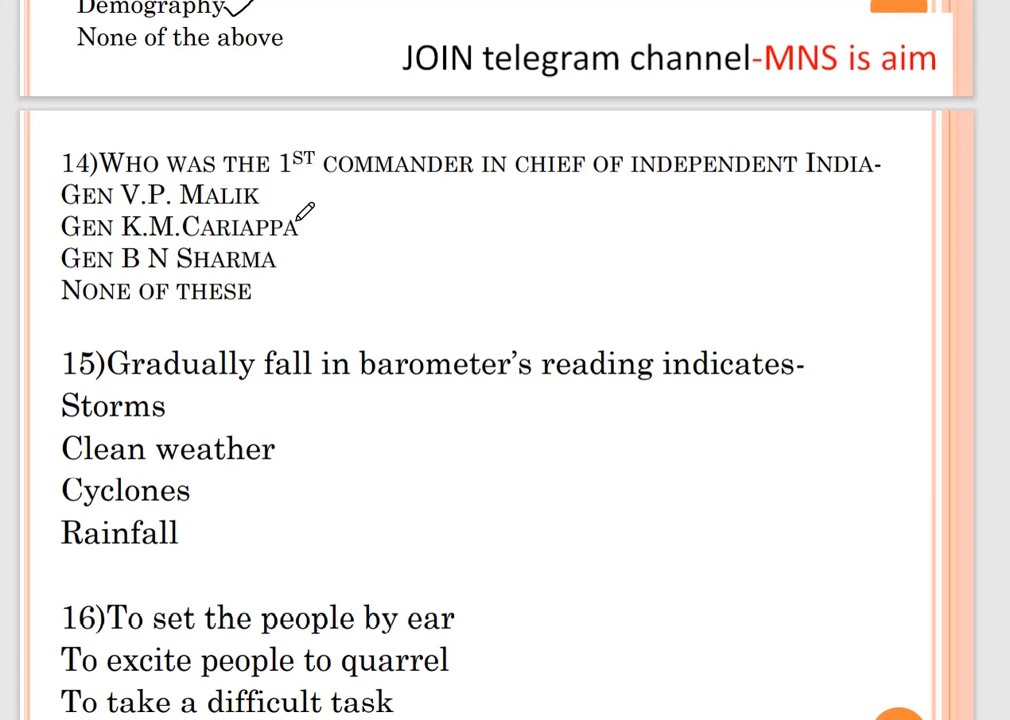 Demography
None of the above
JOIN telegram channel-MNS is aim
14)WHO WAS THE 1ST COMMANDER IN CHIEF OF INDEPENDENT INDIA-
GEN V.P. MALIK
GEN K.M.CARIAPPA
GEN B N SHARMA
NONE OF THESE
15)Gradually fall in barometer’s reading indicates-
Storms
Clean weather
Cyclones
Rainfall
16)To set the people by ear
To excite people to quarrel
To take a difficult task